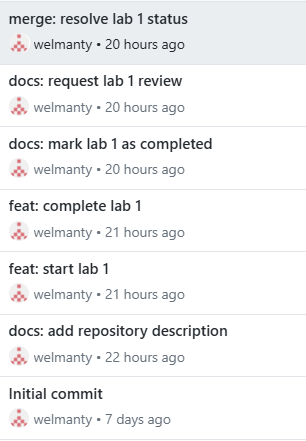 merge: resolve lab 1 status
welmanty • 20 hours ago
docs: request lab 1 review
welmanty • 20 hours ago
docs: mark lab 1 as completed
welmanty • 20 hours ago
feat: complete lab 1
welmanty • 21 hours ago
feat: start lab 1
welmanty • 21 hours ago
docs: add repository description
welmanty • 22 hours ago
Initial commit
welmanty • 7 days ago